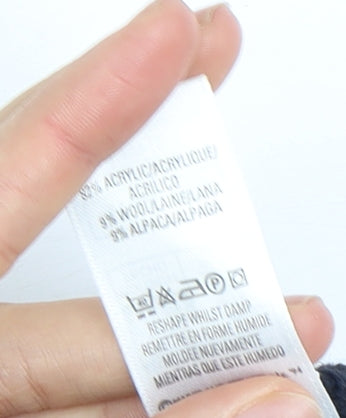 ACRYLIC/ACRYLIQUE/
ACRILICO
9% WOOL/LAINE/LANA
9% ALPACA/ALPAGA
RESHAPE WHILST DAMP
REMETTRE EN FORME HUMIDE
MOLDEE NUEVAMENTE
MIENTRAS QUE ESTE HUMEDO